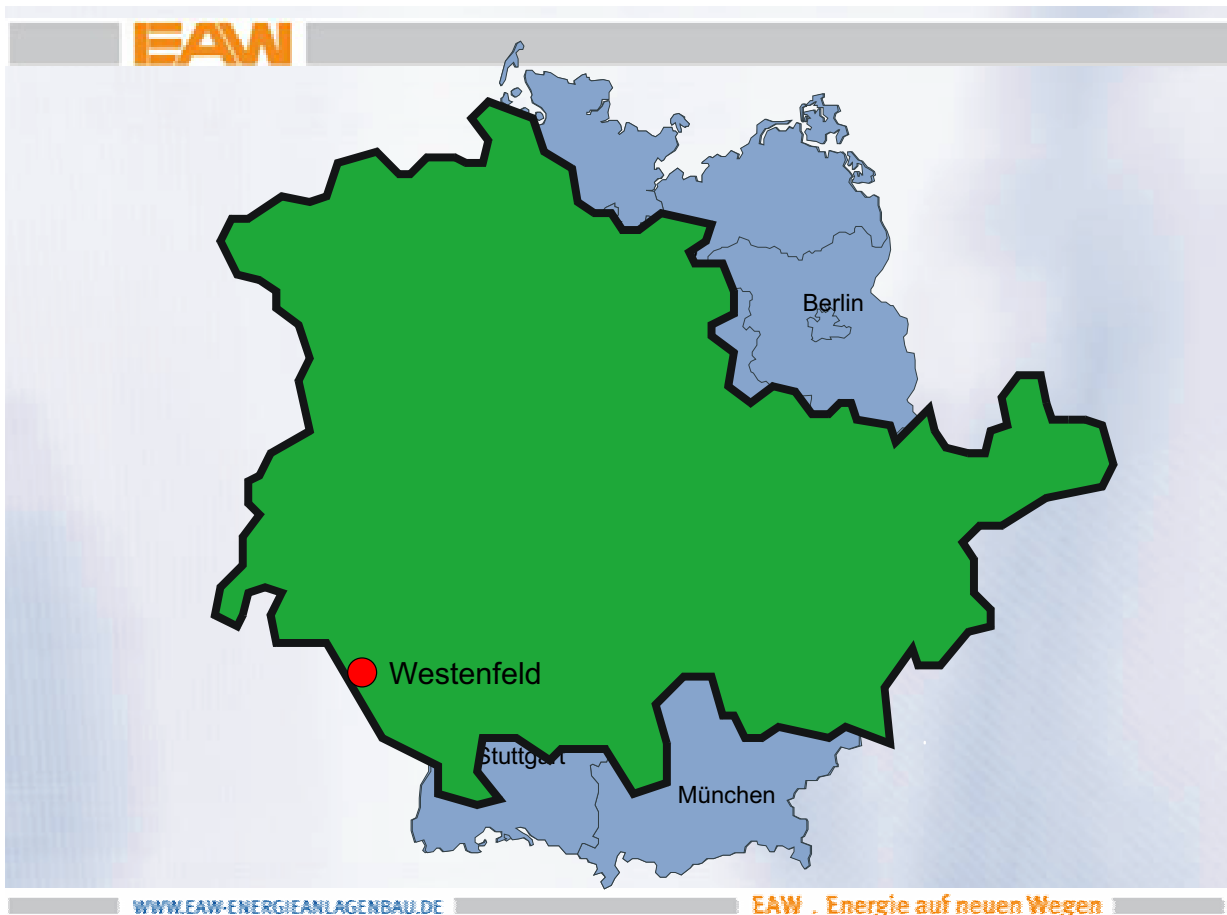 EAW
Berlin
Westenfeld
Stuttgart
München
WWW.EAW-ENERGIEANLAGENBAU.DE
EAW . Energie auf neuen Wegen